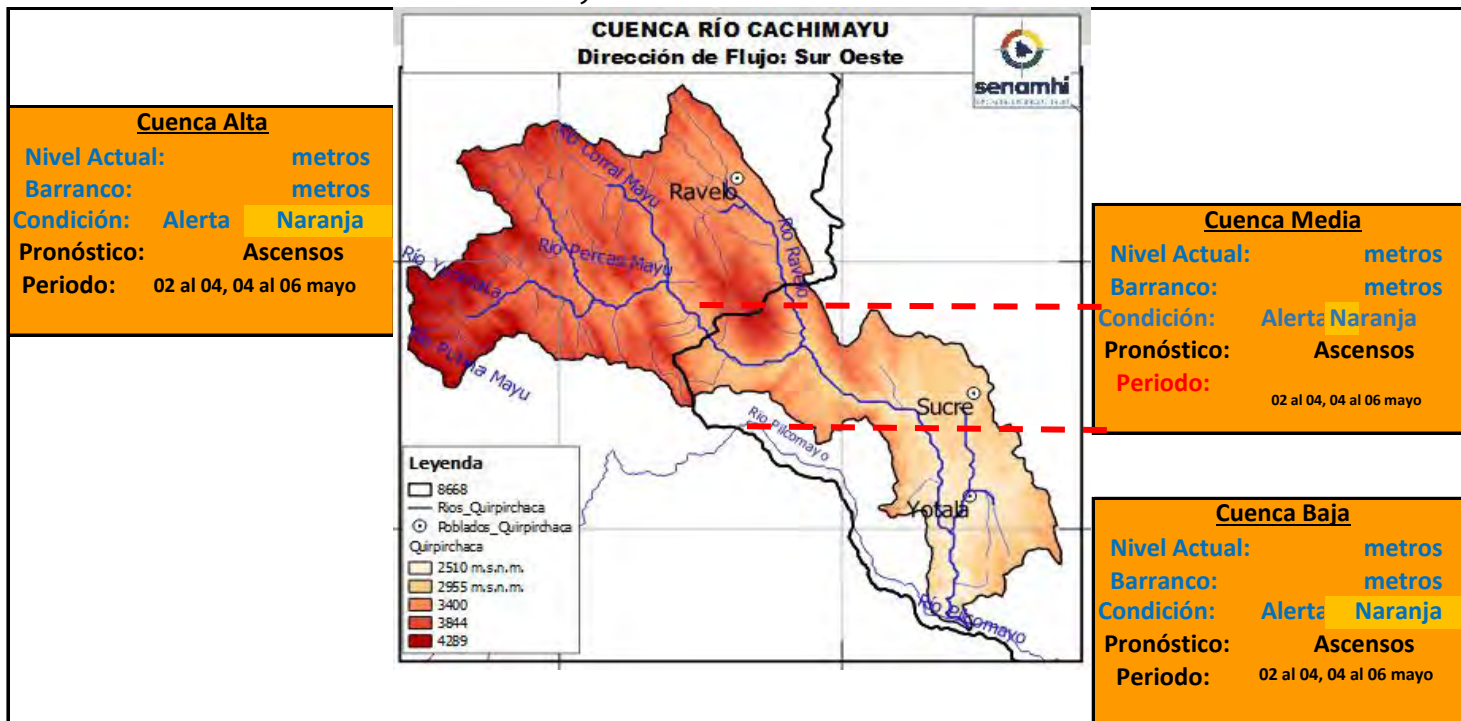 CUENCA RÍO CACHIMAYU
Dirección de Flujo: Sur Oeste
senamhi
Cuenca Alta
Nivel Actual: metros
Barranco: metros
Condición: Alerta Naranja
Pronóstico: Ascensos
Periodo: 02 al 04, 04 al 06 mayo
Río Corral Mayu
Ravelo
Río Ravelo
Río Percas Mayu
Río
Mayu
Sucre
Río Pilcomayo
Yotala
Río Pilcomayo
Leyenda
8668
Rios_Quirpirchaca
Poblados_Quirpirchaca
Quirpirchaca
2510 m.s.n.m.
2955 m.s.n.m.
3400
3844
4289
Cuenca Media
Nivel Actual: metros
Barranco: metros
Condición: Alerta Naranja
Pronóstico: Ascensos
Periodo: 02 al 04, 04 al 06 mayo
Cuenca Baja
Nivel Actual: metros
Barranco: metros
Condición: Alerta Naranja
Pronóstico: Ascensos
Periodo: 02 al 04, 04 al 06 mayo